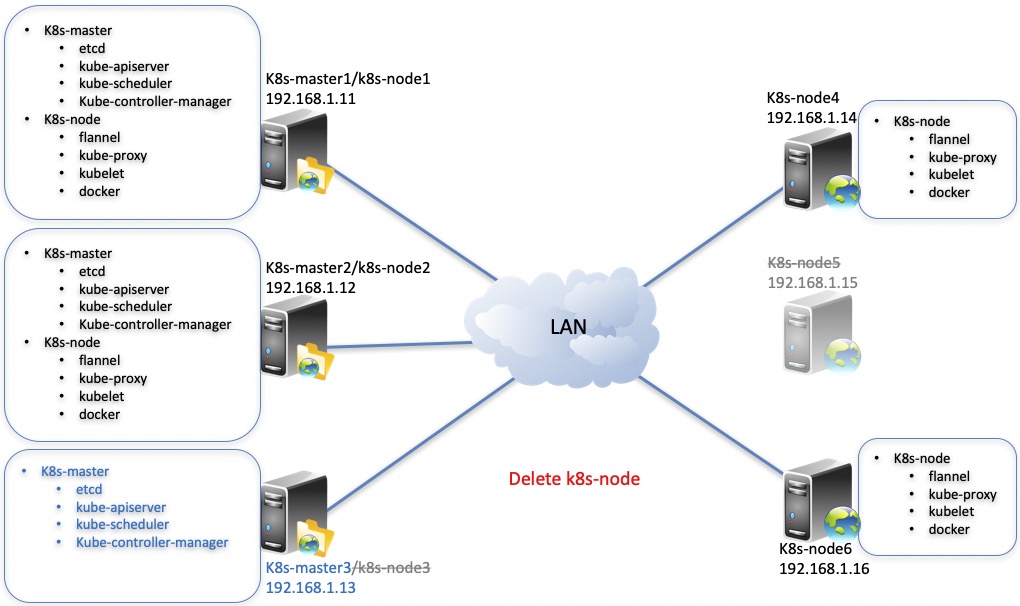 K8s-master
etcd
kube-apiserver
kube-scheduler
Kube-controller-manager
K8s-node
flannel
kube-proxy
kubelet
docker
K8s-master1/k8s-node1
192.168.1.11
K8s-master
etcd
kube-apiserver
kube-scheduler
Kube-controller-manager
K8s-node
flannel
kube-proxy
kubelet
docker
K8s-master2/k8s-node2
192.168.1.12
K8s-master
etcd
kube-apiserver
kube-scheduler
Kube-controller-manager
K8s-master3/k8s-node3
192.168.1.13
LAN
Delete k8s-node
K8s-node4
192.168.1.14
K8s-node
flannel
kube-proxy
kubelet
docker
K8s-node5
192.168.1.15
K8s-node
flannel
kube-proxy
kubelet
docker
K8s-node6
192.168.1.16